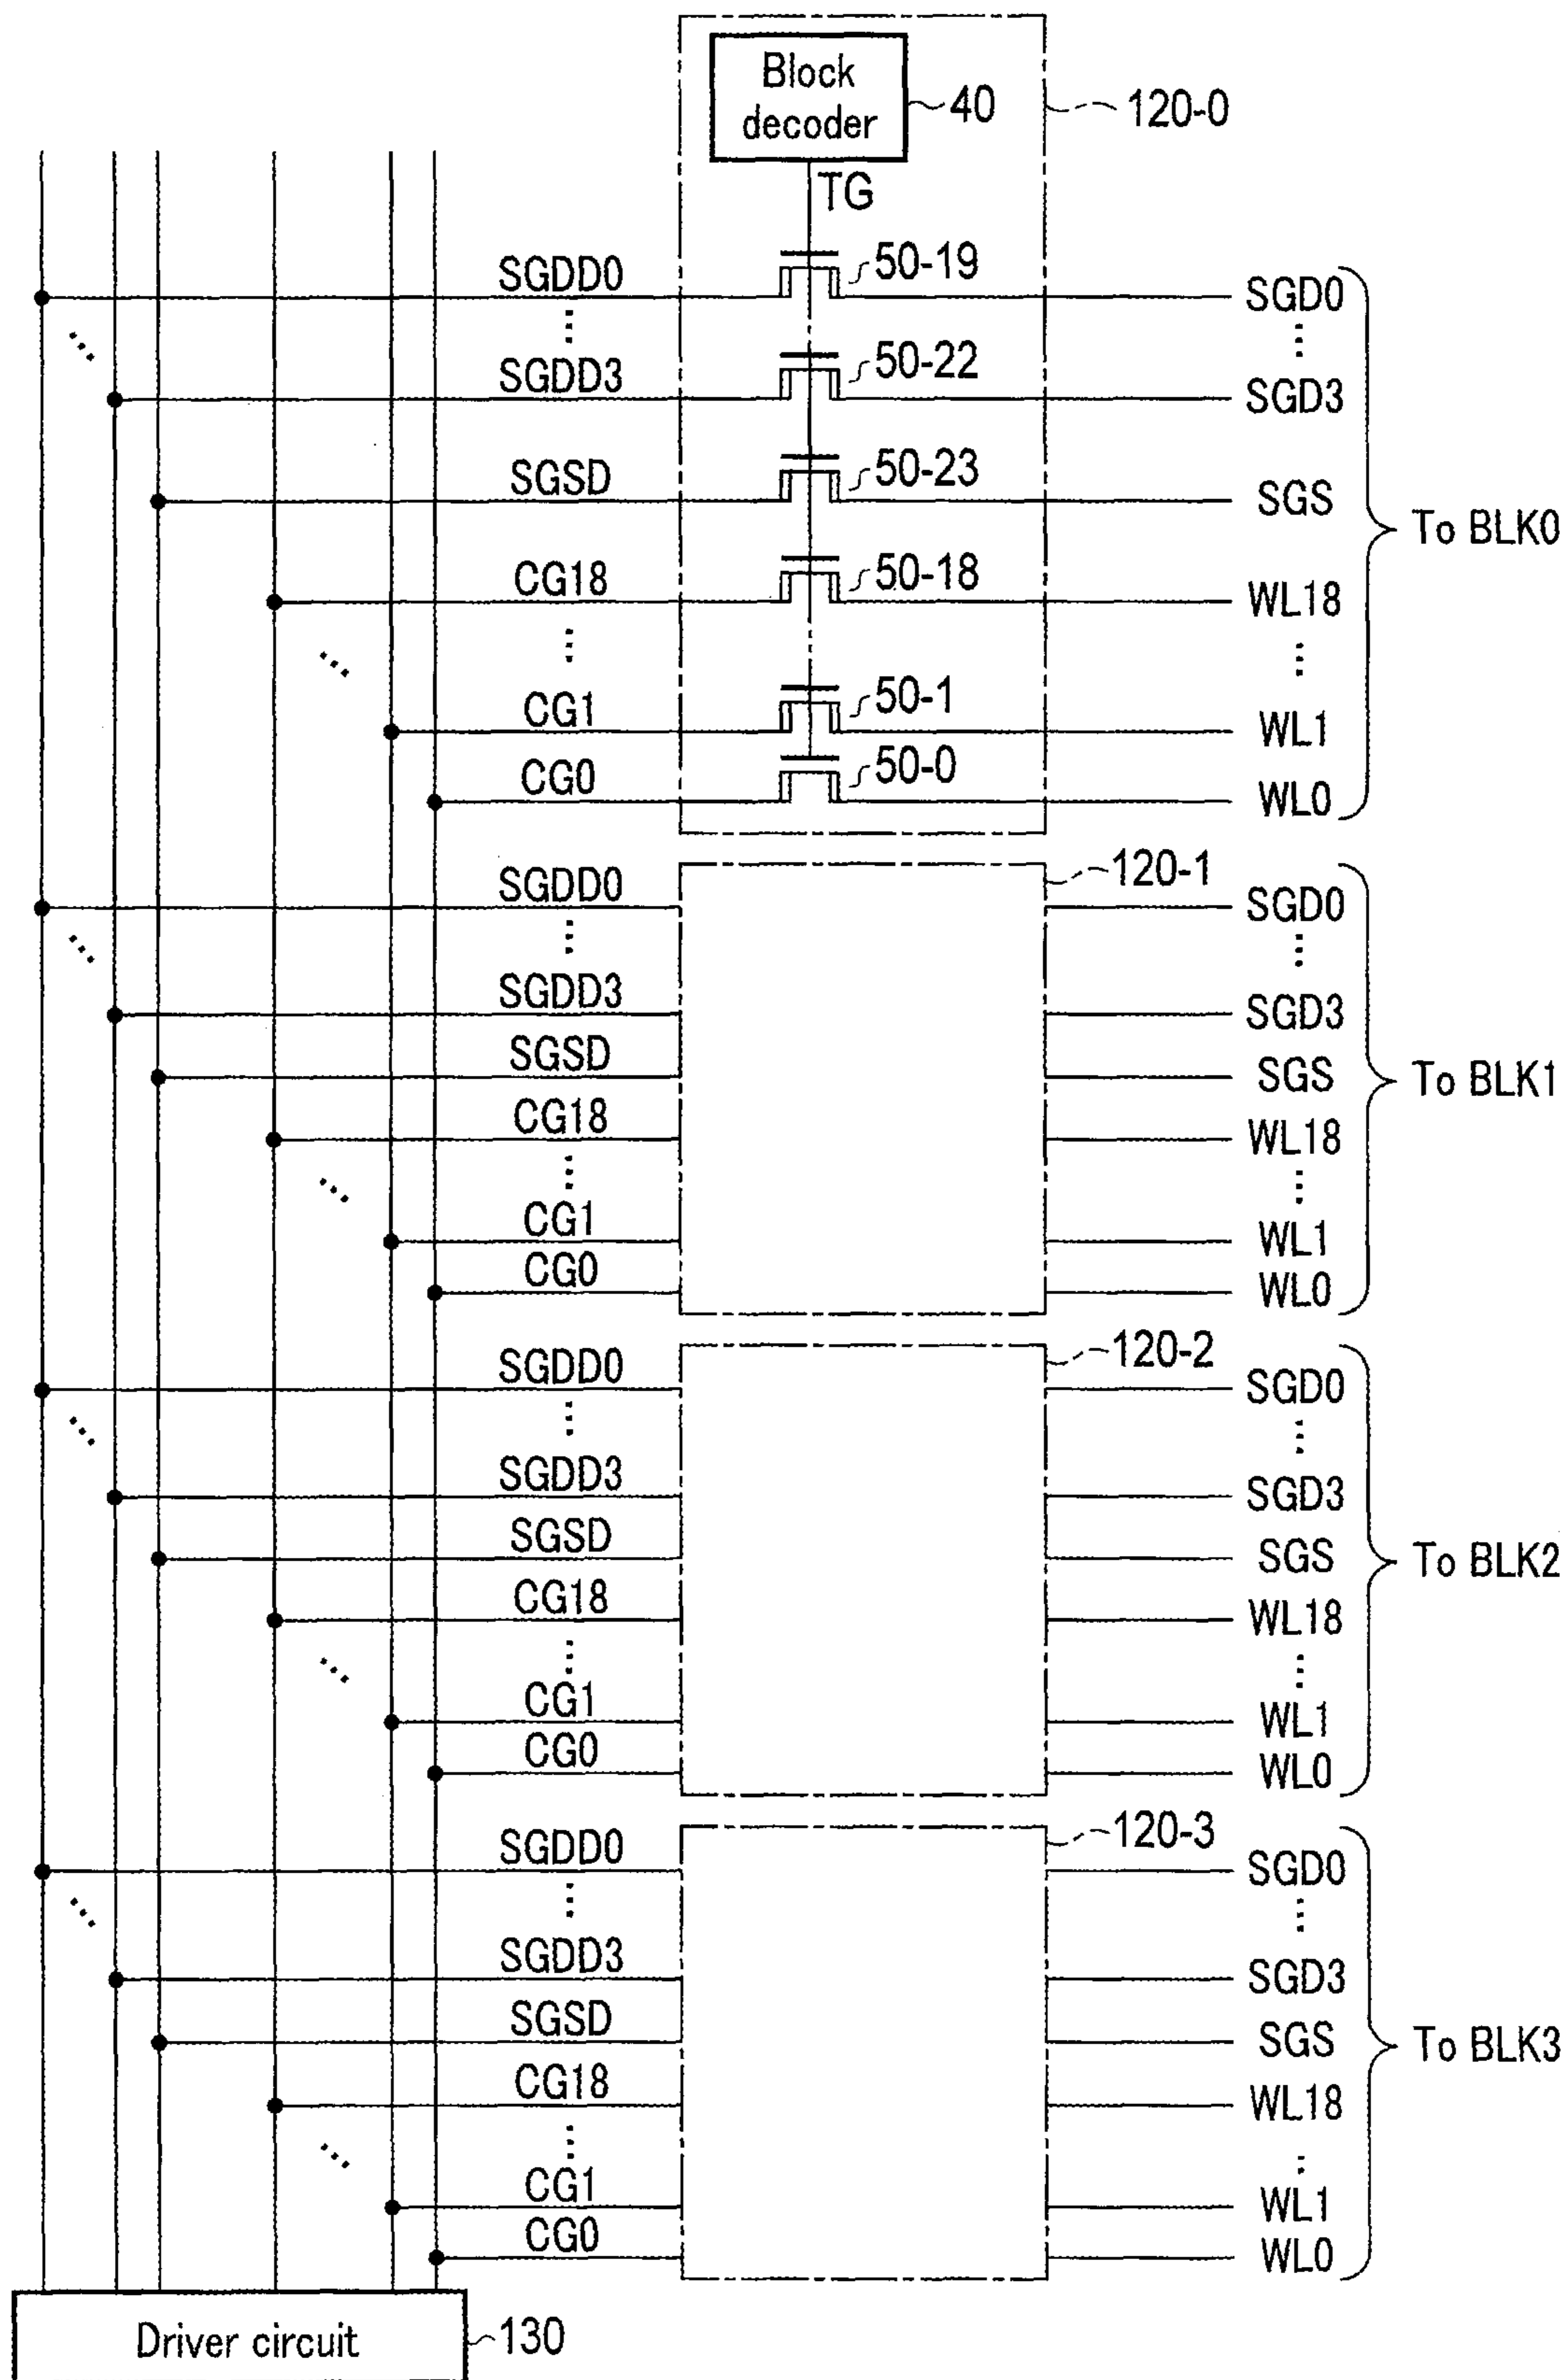 Block
decoder
40
120-0
TG
SGDD0
50-19
SGD0
SGDD3
50-22
SGD3
SGSD
50-23
SGS
To BLK0
CG18
50-18
WL18
CG1
50-1
WL1
CG0
50-0
WL0
120-1
SGDD0
SGD0
SGDD3
SGD3
SGSD
SGS
To BLK1
CG18
WL18
CG1
WL1
CG0
WL0
120-2
SGDD0
SGD0
SGDD3
SGD3
SGSD
SGS
To BLK2
CG18
WL18
CG1
WL1
CG0
WL0
120-3
SGDD0
SGD0
SGDD3
SGD3
SGSD
SGS
To BLK3
CG18
WL18
CG1
WL1
CG0
WL0
Driver circuit
130